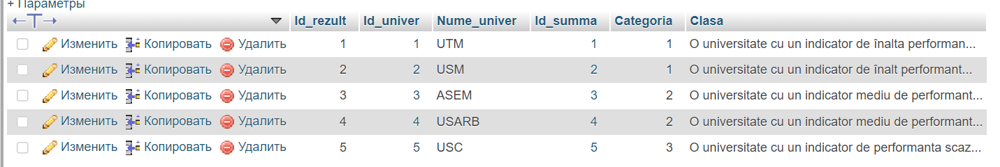 + Параметры
←T→ Id_rezult Id_univer Nume_univer Id_summa Categoria Clasa
Изменить Копировать Удалить 1 1 UTM 1 1 O universitate cu un indicator de înalta performan...
Изменить Копировать Удалить 2 2 USM 2 1 O universitate cu un indicator de înalt performant...
Изменить Копировать Удалить 3 3 ASEM 3 2 O universitate cu un indicator mediu de performant...
Изменить Копировать Удалить 4 4 USARB 4 2 O universitate cu un indicator mediu de performant...
Изменить Копировать Удалить 5 5 USC 5 3 O universitate cu un indicator de performanta scaz...